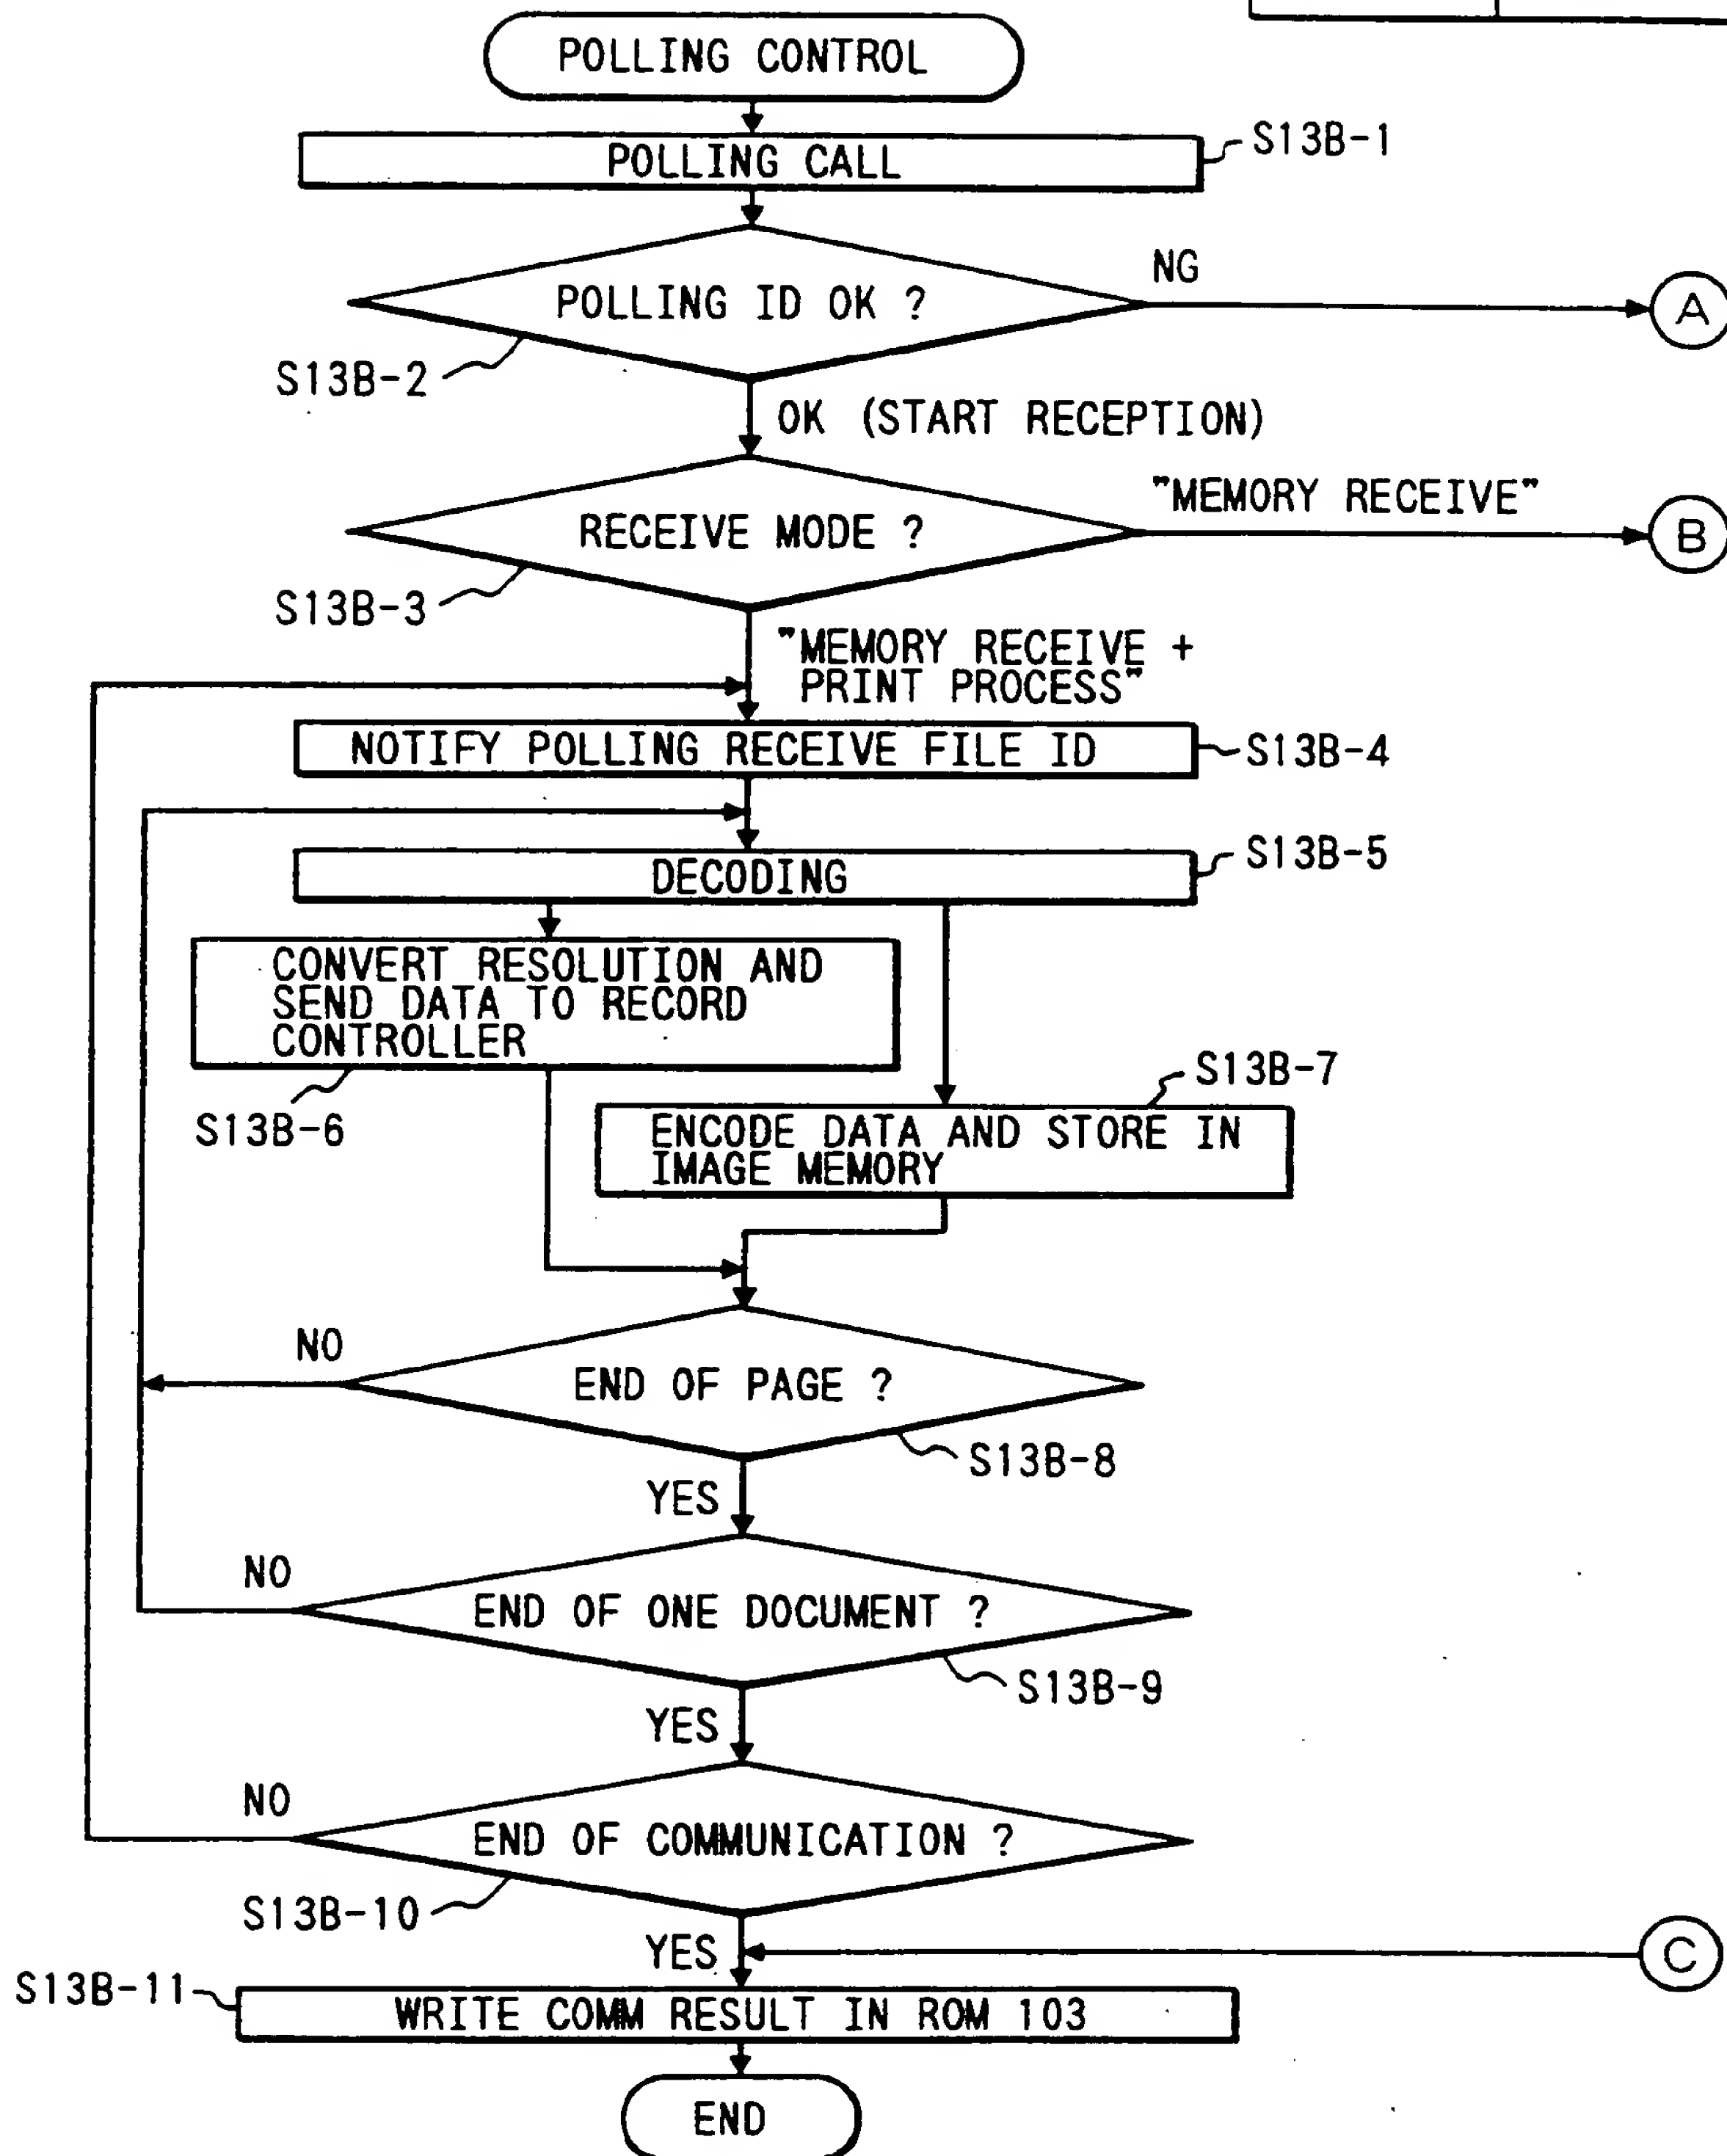 POLLING CONTROL
POLLING CALL
S13B-1
POLLING ID OK ?
NG
A
S13B-2
OK (START RECEPTION)
RECEIVE MODE ?
"MEMORY RECEIVE"
B
S13B-3
"MEMORY RECEIVE +
PRINT PROCESS"
NOTIFY POLLING RECEIVE FILE ID
S13B-4
DECODING
S13B-5
CONVERT RESOLUTION AND
SEND DATA TO RECORD
CONTROLLER
S13B-6
S13B-7
ENCODE DATA AND STORE IN
IMAGE MEMORY
NO
END OF PAGE ?
S13B-8
YES
NO
END OF ONE DOCUMENT ?
S13B-9
YES
NO
END OF COMMUNICATION ?
S13B-10
YES
C
S13B-11
WRITE COMM RESULT IN ROM 103
END